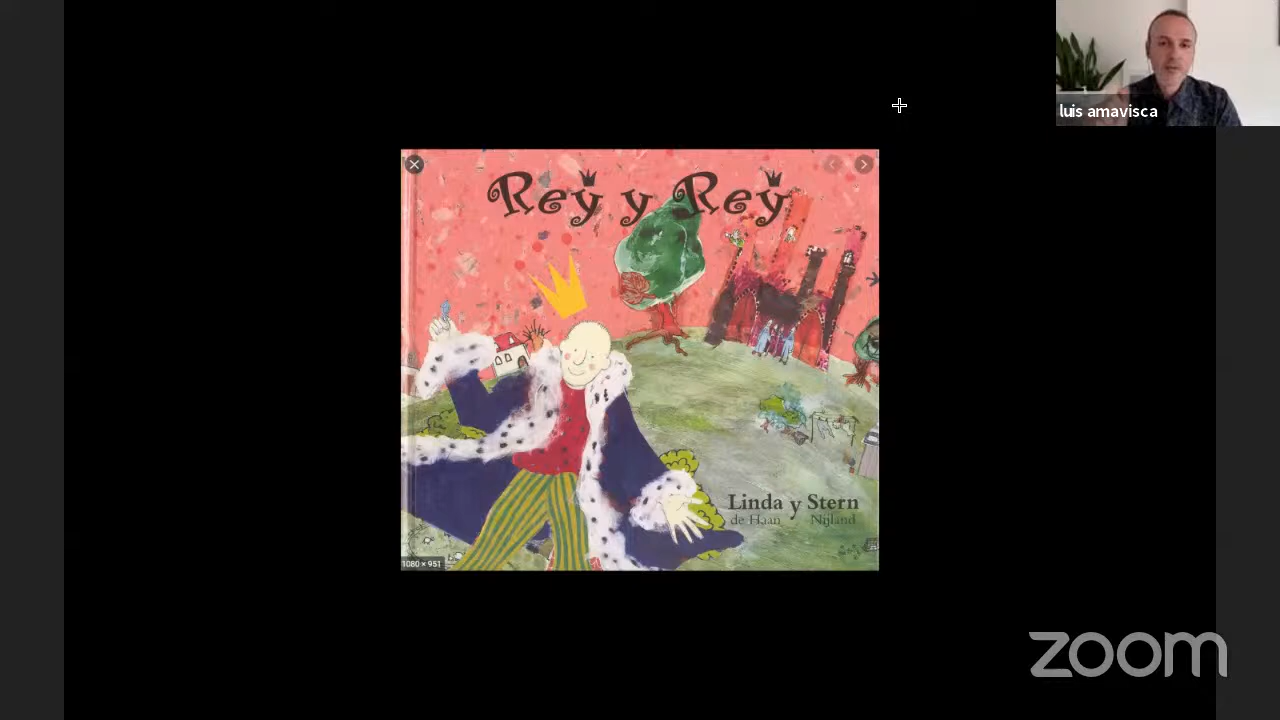 luis amavisca
Rey y Rey
Linda y Stern
de Haan Nijland
1080 × 951
zoom